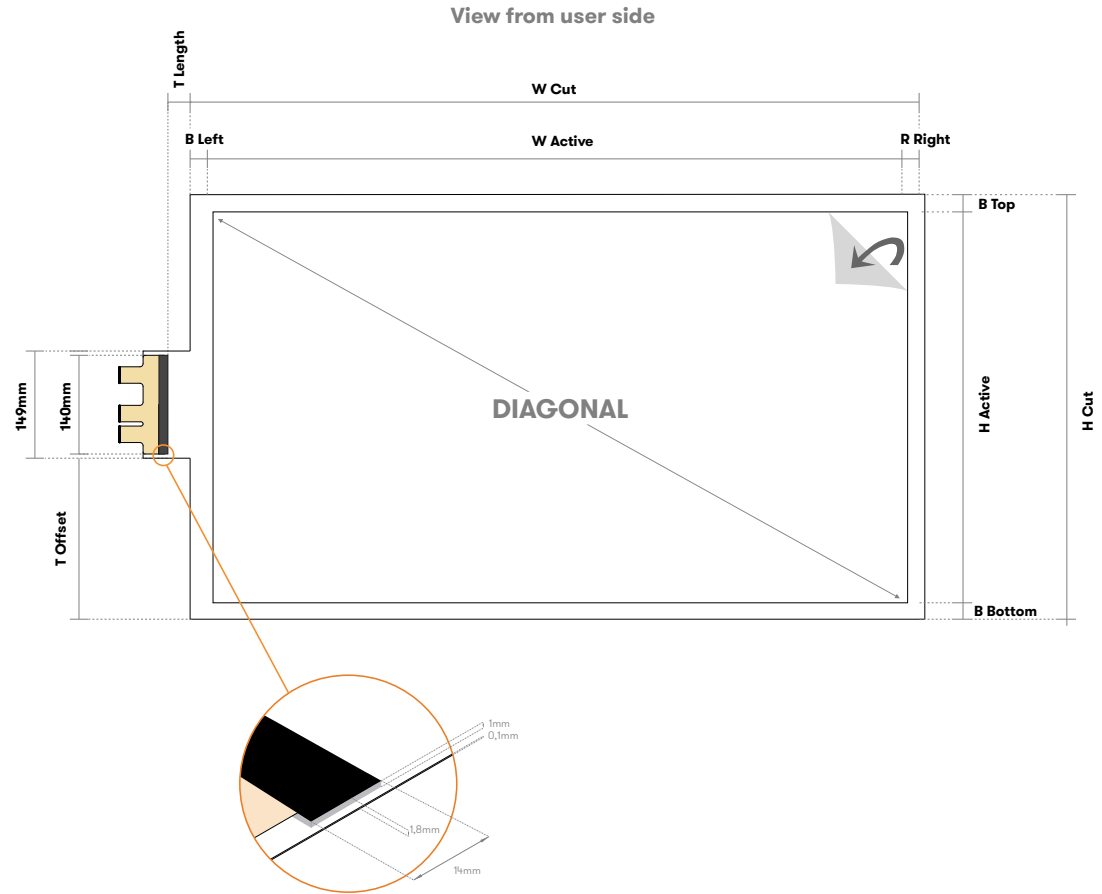 View from user side
T Length
W Cut
B Left
W Active
R Right
B Top
149mm
140mm
DIAGONAL
H Active
H Cut
T Offset
B Bottom
1mm
0,1mm
1,8mm
14mm